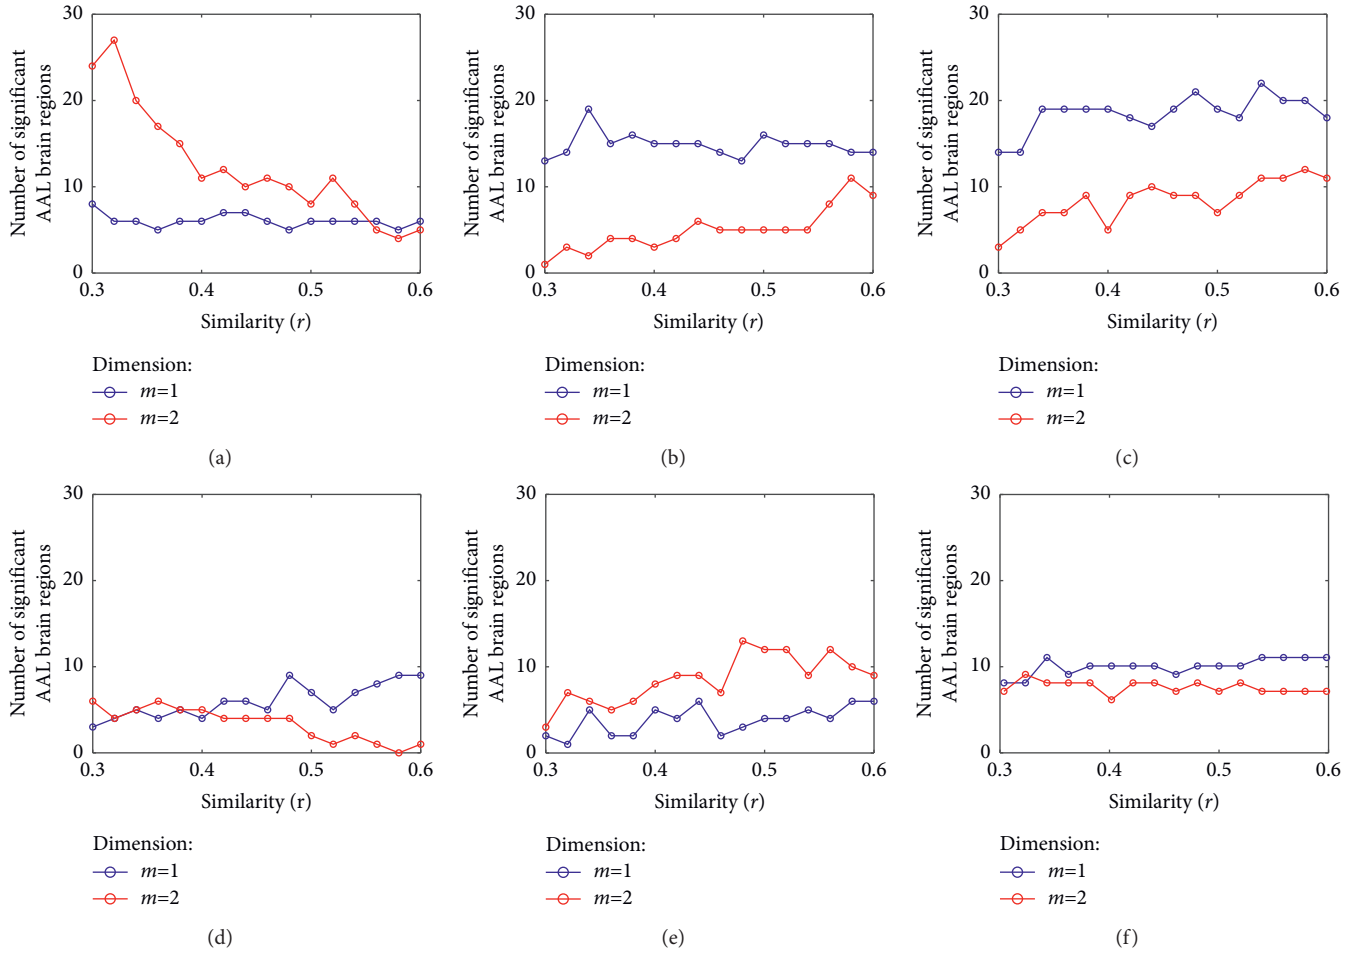 Number of significant
AAL brain regions
30
20
10
0
0.3 0.4 0.5 0.6
Similarity (r)
Dimension:
m=1
m=2
(a)
Number of significant
AAL brain regions
30
20
10
0
0.3 0.4 0.5 0.6
Similarity (r)
Dimension:
m=1
m=2
(b)
Number of significant
AAL brain regions
30
20
10
0
0.3 0.4 0.5 0.6
Similarity (r)
Dimension:
m=1
m=2
(c)
Number of significant
AAL brain regions
30
20
10
0
0.3 0.4 0.5 0.6
Similarity (r)
Dimension:
m=1
m=2
(d)
Number of significant
AAL brain regions
30
20
10
0
0.3 0.4 0.5 0.6
Similarity (r)
Dimension:
m=1
m=2
(e)
Number of significant
AAL brain regions
30
20
10
0
0.3 0.4 0.5 0.6
Similarity (r)
Dimension:
m=1
m=2
(f)